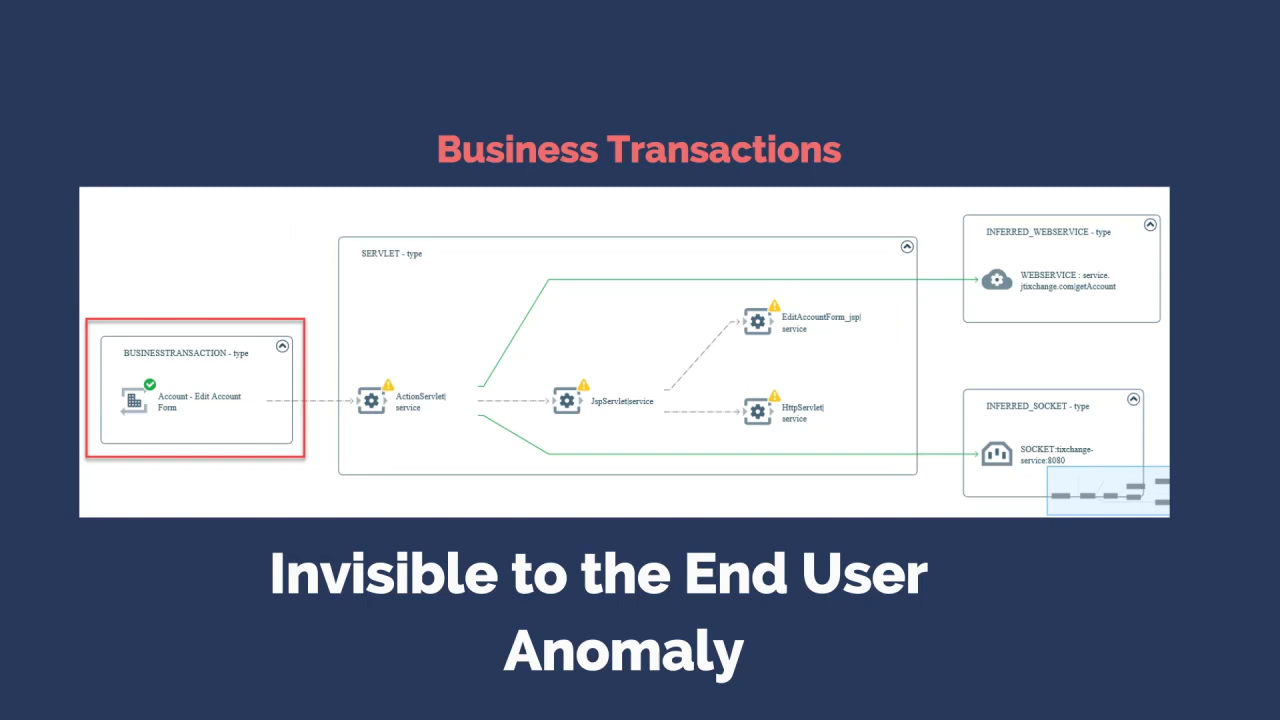 Business Transactions
BUSINESSTRANSACTION - type
Account - Edit Account
Form
SERVLET - type
ActionServlet|
service
JspServlet|service
EditAccountForm_jsp|
service
HttpServlet|
service
INFERRED_WEBSERVICE - type
WEBSERVICE : service.
jtixchange.com|getAccount
INFERRED_SOCKET - type
SOCKET:tixchange-
service:8080
Invisible to the End User
Anomaly